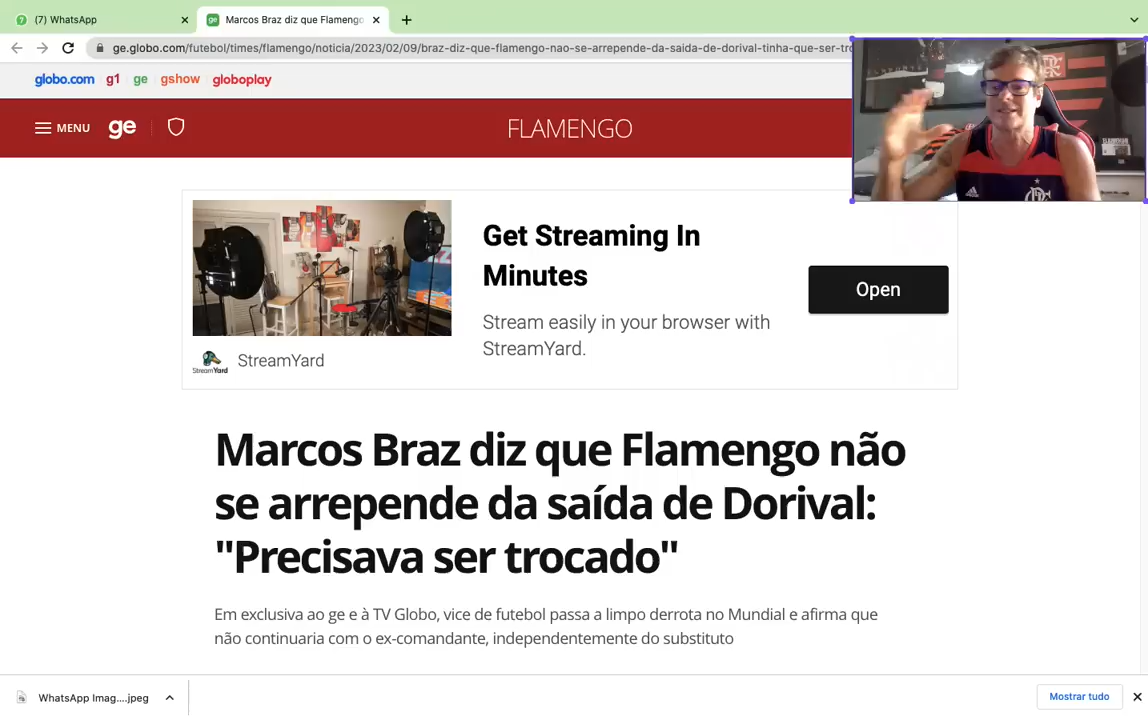 (7) WhatsApp
ge
Marcos Braz diz que Flamengo
ge.globo.com/futebol/times/flamengo/noticia/2023/02/09/braz-diz-que-flamengo-nao-se-arrepende-da-saida-de-dorival-tinha-que-ser-tro
globo.com g1 ge gshow globoplay
MENU ge FLAMENGO
Get Streaming In
Minutes
Open
Stream easily in your browser with
StreamYard.
StreamYard
StreamYard
Marcos Braz diz que Flamengo não
se arrepende da saída de Dorival:
"Precisava ser trocado"
Em exclusiva ao ge e à TV Globo, vice de futebol passa a limpo derrota no Mundial e afirma que
não continuaria com o ex-comandante, independentemente do substituto
WhatsApp Imag....jpeg
Mostrar tudo